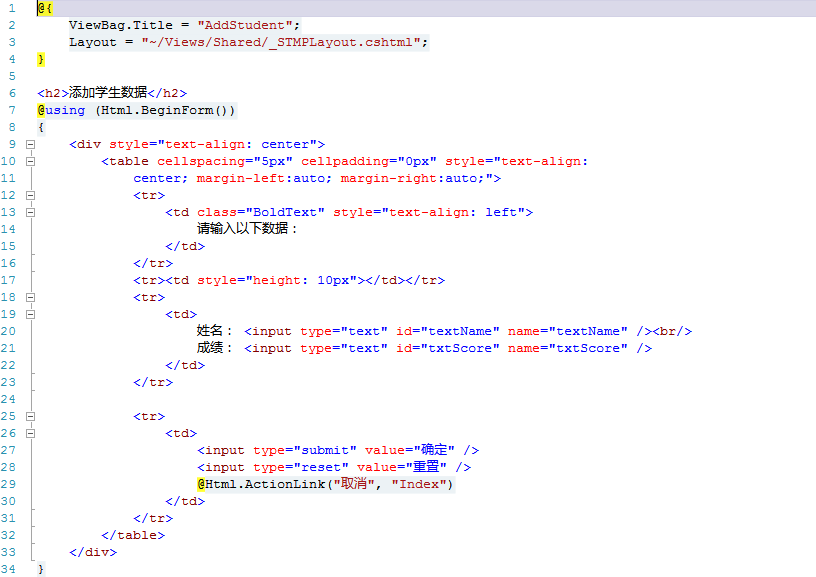 1 @{
2 ViewBag.Title = "AddStudent";
3 Layout = "~/Views/Shared/_STMPLayout.cshtml";
4 }
5
6 <h2>添加学生数据</h2>
7 @using (Html.BeginForm())
8 {
9 <div style="text-align: center">
10 <table cellspacing="5px" cellpadding="0px" style="text-align:
11 center; margin-left:auto; margin-right:auto;">
12 <tr>
13 <td class="BoldText" style="text-align: left">
14 请输入以下数据：
15 </td>
16 </tr>
17 <tr><td style="height: 10px"></td></tr>
18 <tr>
19 <td>
20 姓名： <input type="text" id="textName" name="textName" /><br/>
21 成绩： <input type="text" id="txtScore" name="txtScore" />
22 </td>
23 </tr>
24
25 <tr>
26 <td>
27 <input type="submit" value="确定" />
28 <input type="reset" value="重置" />
29 @Html.ActionLink("取消", "Index")
30 </td>
31 </tr>
32 </table>
33 </div>
34 }